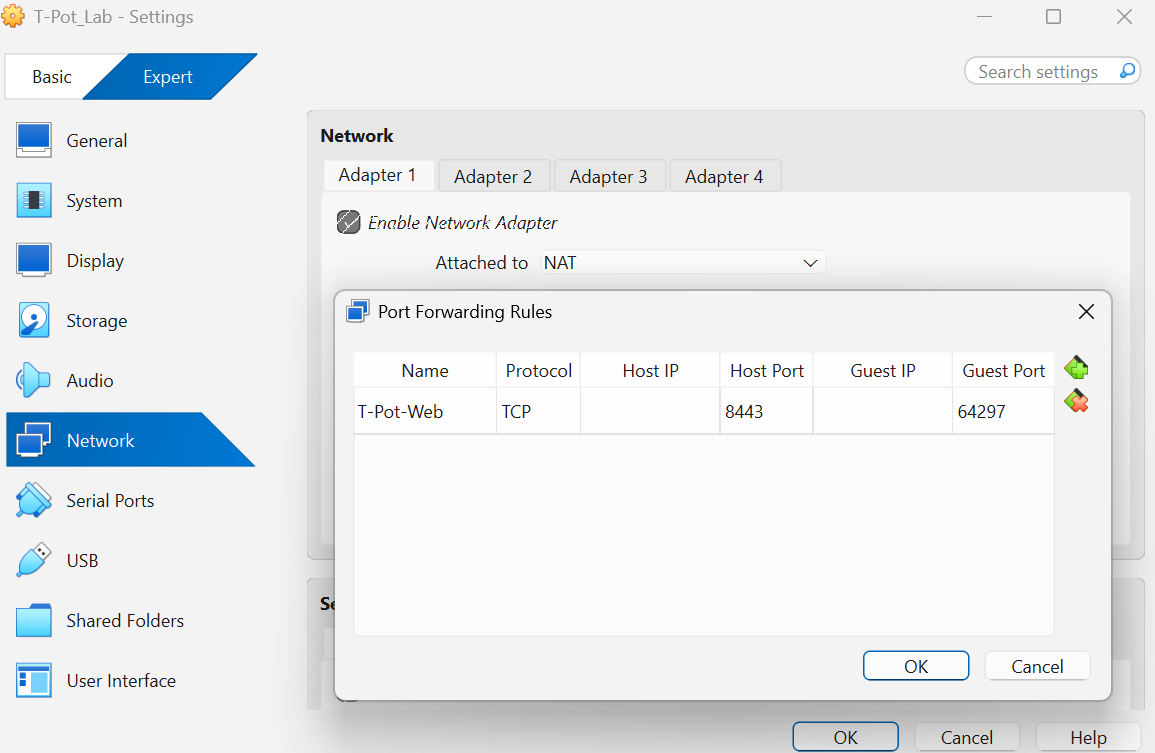 T-Pot_Lab - Settings
Basic
Expert
Search settings
General
System
Display
Storage
Audio
Network
Serial Ports
USB
Shared Folders
User Interface
Network
Adapter 1
Adapter 2
Adapter 3
Adapter 4
Enable Network Adapter
Attached to NAT
Port Forwarding Rules
Name Protocol Host IP Host Port Guest IP Guest Port
T-Pot-Web TCP 8443 64297
OK
Cancel
OK
Cancel
Help